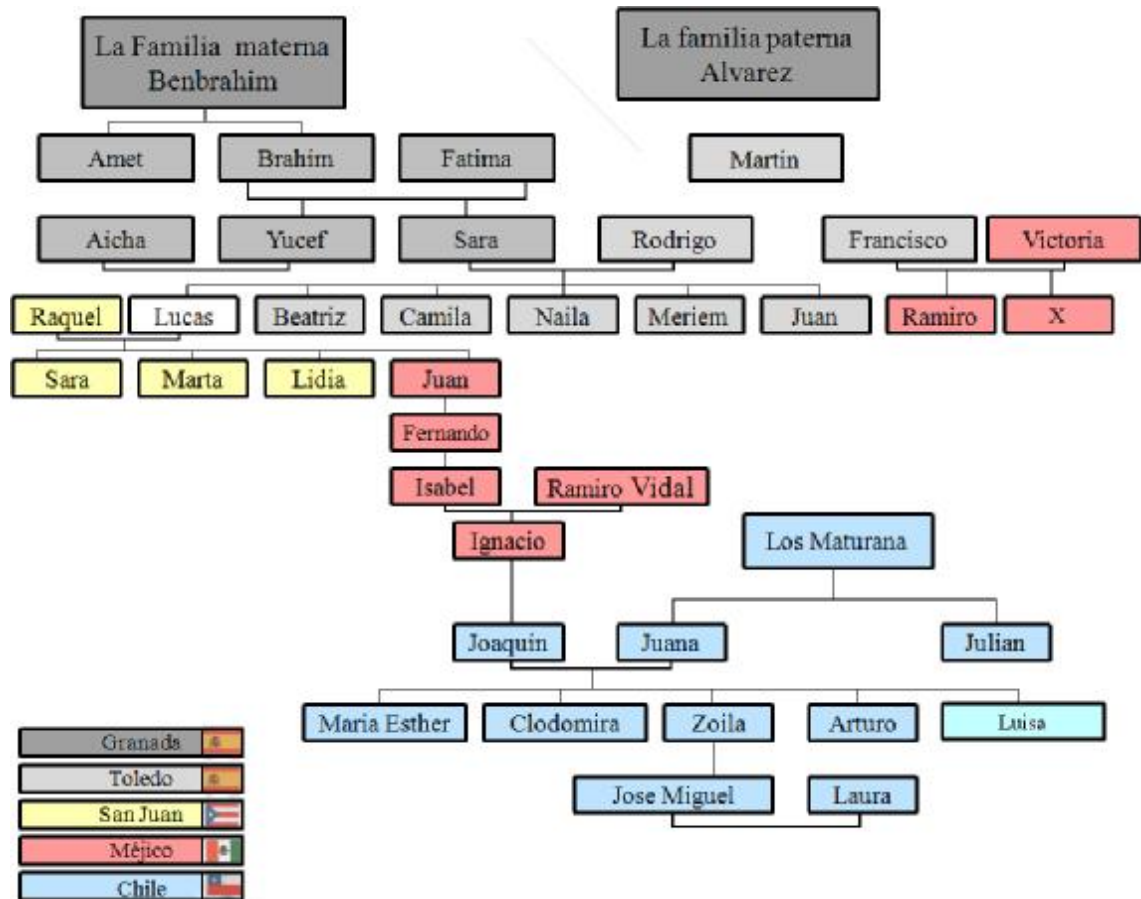 La Familia materna
Benbrahim
La familia paterna
Alvarez
Amet
Brahim
Fatima
Martin
Aicha
Yucef
Sara
Rodrigo
Francisco
Victoria
Raquel
Lucas
Beatriz
Camila
Naila
Meriem
Juan
Ramiro
X
Sara
Marta
Lidia
Juan
Fernando
Isabel
Ramiro Vidal
Ignacio
Los Maturana
Joaquin
Juana
Julian
Maria Esther
Clodomira
Zoila
Arturo
Luisa
Jose Miguel
Laura
Granada
Toledo
San Juan
Méjico
Chile